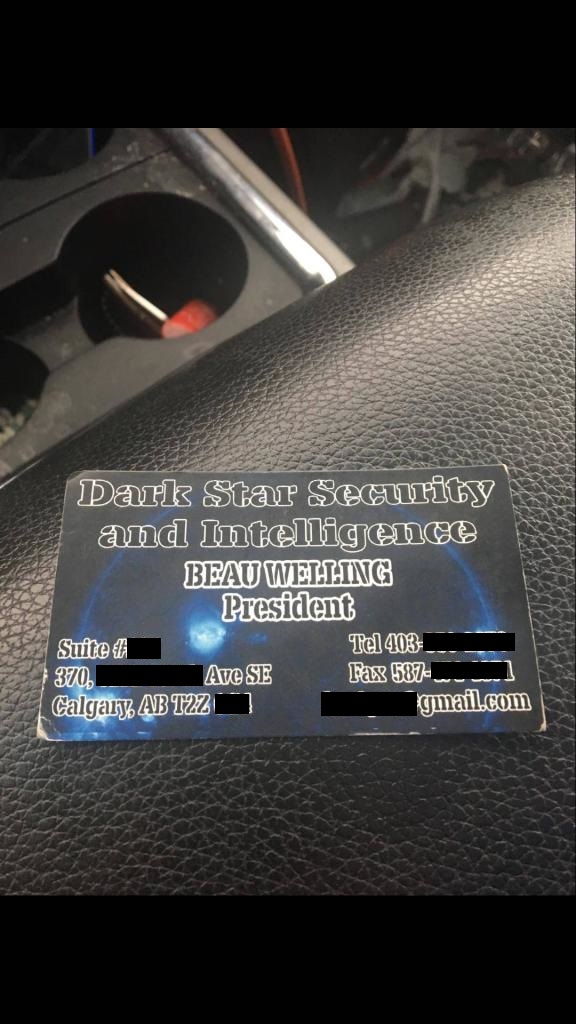 Dark Star Security
and Intelligence
BEAU WELLING
President
Suite #
370, Ave SE
Calgary, AB T2Z
Tel 403-
Fax 587-
gmail.com